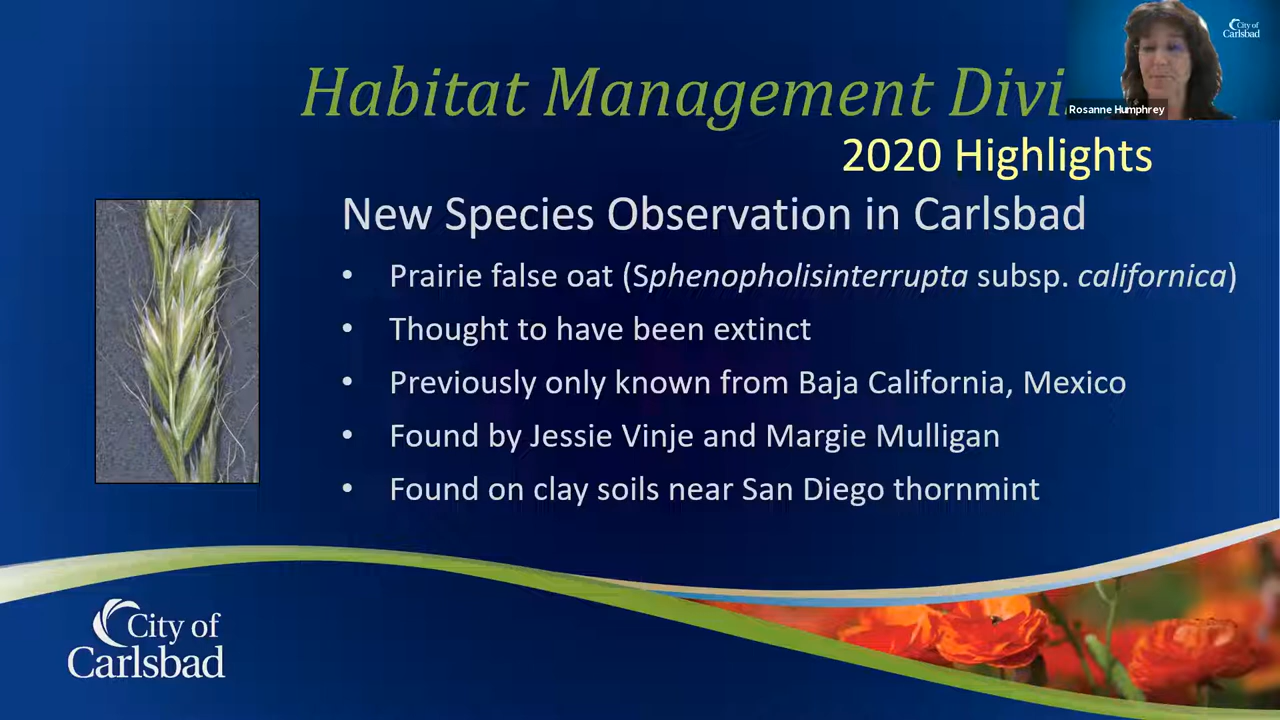 City of
Carlsbad
Habitat Management Divi
Rosanne Humphrey
2020 Highlights
New Species Observation in Carlsbad
• Prairie false oat (Sphenopholisinterrupta subsp. californica)
• Thought to have been extinct
• Previously only known from Baja California, Mexico
• Found by Jessie Vinje and Margie Mulligan
• Found on clay soils near San Diego thornmint
City of
Carlsbad